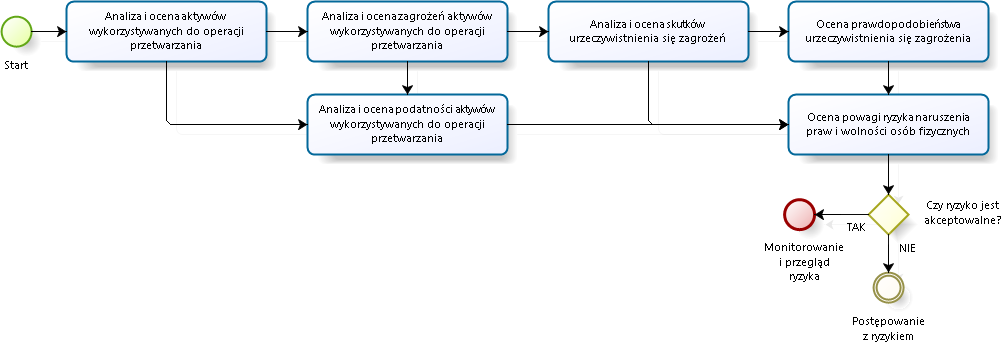 Start
Analiza i ocena aktywów
wykorzystywanych do operacji
przetwarzania
Analiza i ocena zagrożeń aktywów
wykorzystywanych do operacji
przetwarzania
Analiza i ocena skutków
urzeczywistnienia się zagrożeń
Ocena prawdopodobieństwa
urzeczywistnienia się zagrożenia
Analiza i ocena podatności aktywów
wykorzystywanych do operacji
przetwarzania
Ocena powagi ryzyka naruszenia
praw i wolności osób fizycznych
Czy ryzyko jest
akceptowalne?
TAK
NIE
Monitorowanie
i przegląd
ryzyka
Postępowanie
z ryzykiem